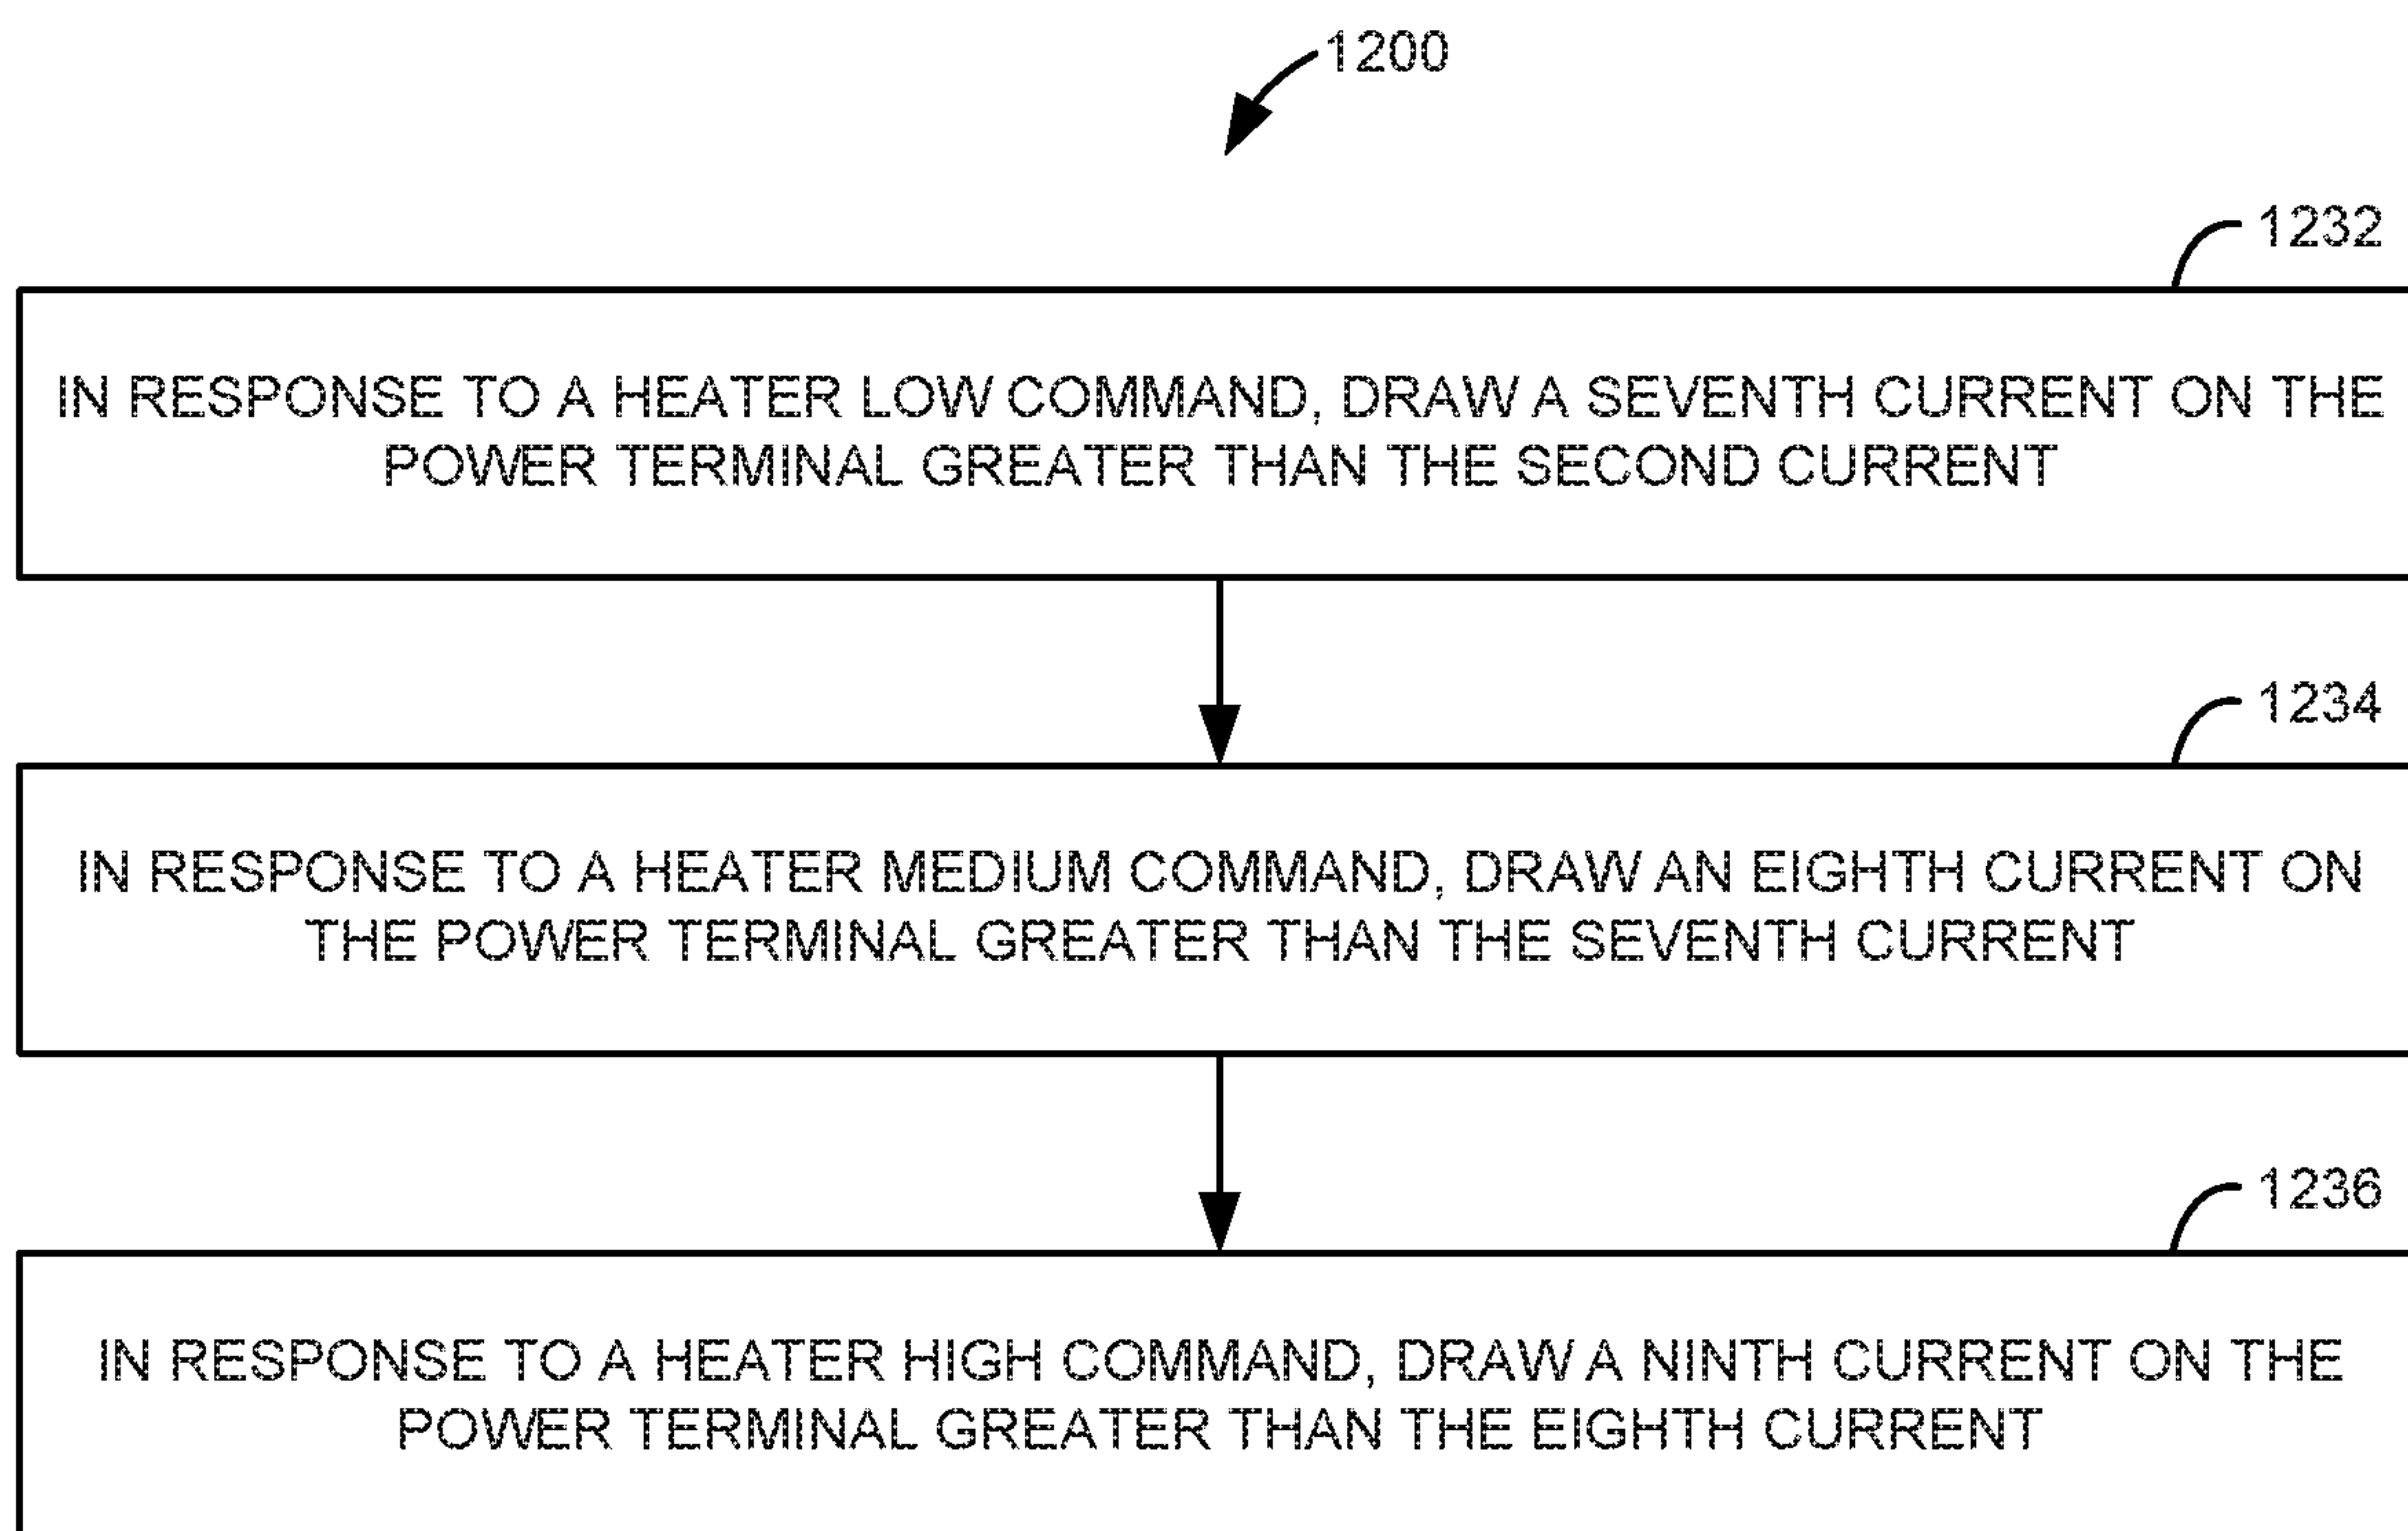 1200
1232
IN RESPONSE TO A HEATER LOW COMMAND, DRAW A SEVENTH CURRENT ON THE
POWER TERMINAL GREATER THAN THE SECOND CURRENT
1234
IN RESPONSE TO A HEATER MEDIUM COMMAND, DRAW AN EIGHTH CURRENT ON
THE POWER TERMINAL GREATER THAN THE SEVENTH CURRENT
1236
IN RESPONSE TO A HEATER HIGH COMMAND, DRAW A NINTH CURRENT ON THE
POWER TERMINAL GREATER THAN THE EIGHTH CURRENT